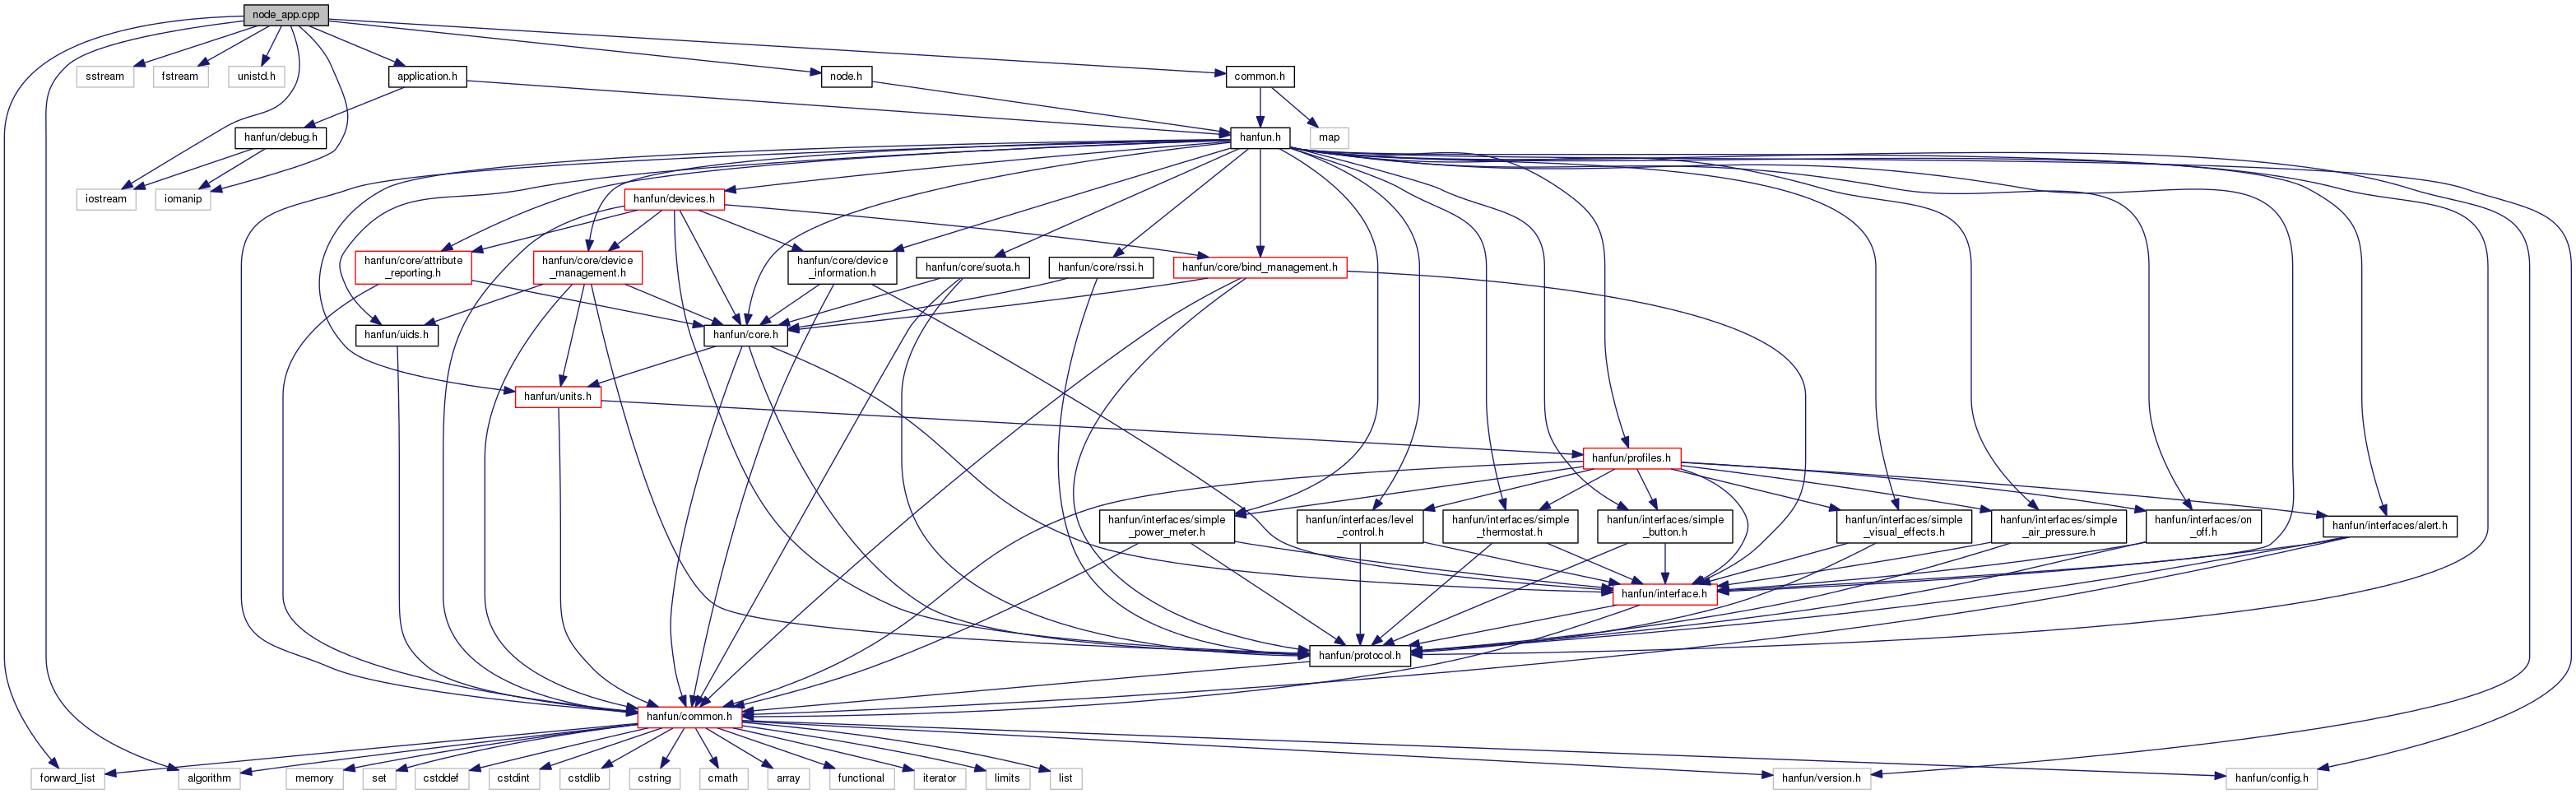 node_app.cpp
sstream
fstream
unistd.h
application.h
node.h
common.h
hanfun/debug.h
hanfun.h
map
iostream
iomanip
hanfun/devices.h
hanfun/core/attribute
_reporting.h
hanfun/core/device
_management.h
hanfun/core/device
_information.h
hanfun/core/suota.h
hanfun/core/rssi.h
hanfun/core/bind_management.h
hanfun/uids.h
hanfun/core.h
hanfun/units.h
hanfun/profiles.h
hanfun/interfaces/simple
_power_meter.h
hanfun/interfaces/level
_control.h
hanfun/interfaces/simple
_thermostat.h
hanfun/interfaces/simple
_button.h
hanfun/interfaces/simple
_visual_effects.h
hanfun/interfaces/simple
_air_pressure.h
hanfun/interfaces/on
_off.h
hanfun/interfaces/alert.h
hanfun/interface.h
hanfun/protocol.h
hanfun/common.h
forward_list
algorithm
memory
set
cstddef
cstdint
cstdlib
cstring
cmath
array
functional
iterator
limits
list
hanfun/version.h
hanfun/config.h